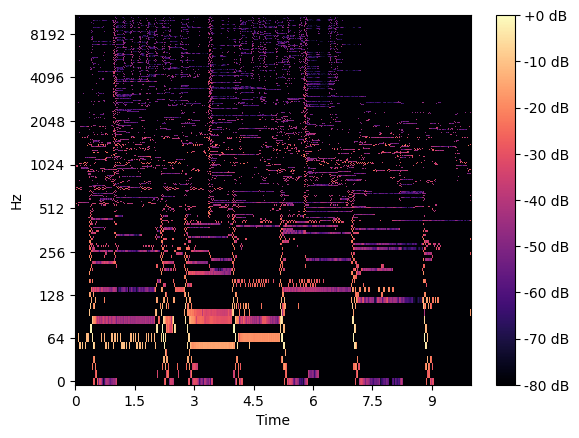 8192
4096
2048
1024
512
256
128
64
0
Hz
0
1.5
3
4.5
6
7.5
9
Time
+0 dB
-10 dB
-20 dB
-30 dB
-40 dB
-50 dB
-60 dB
-70 dB
-80 dB